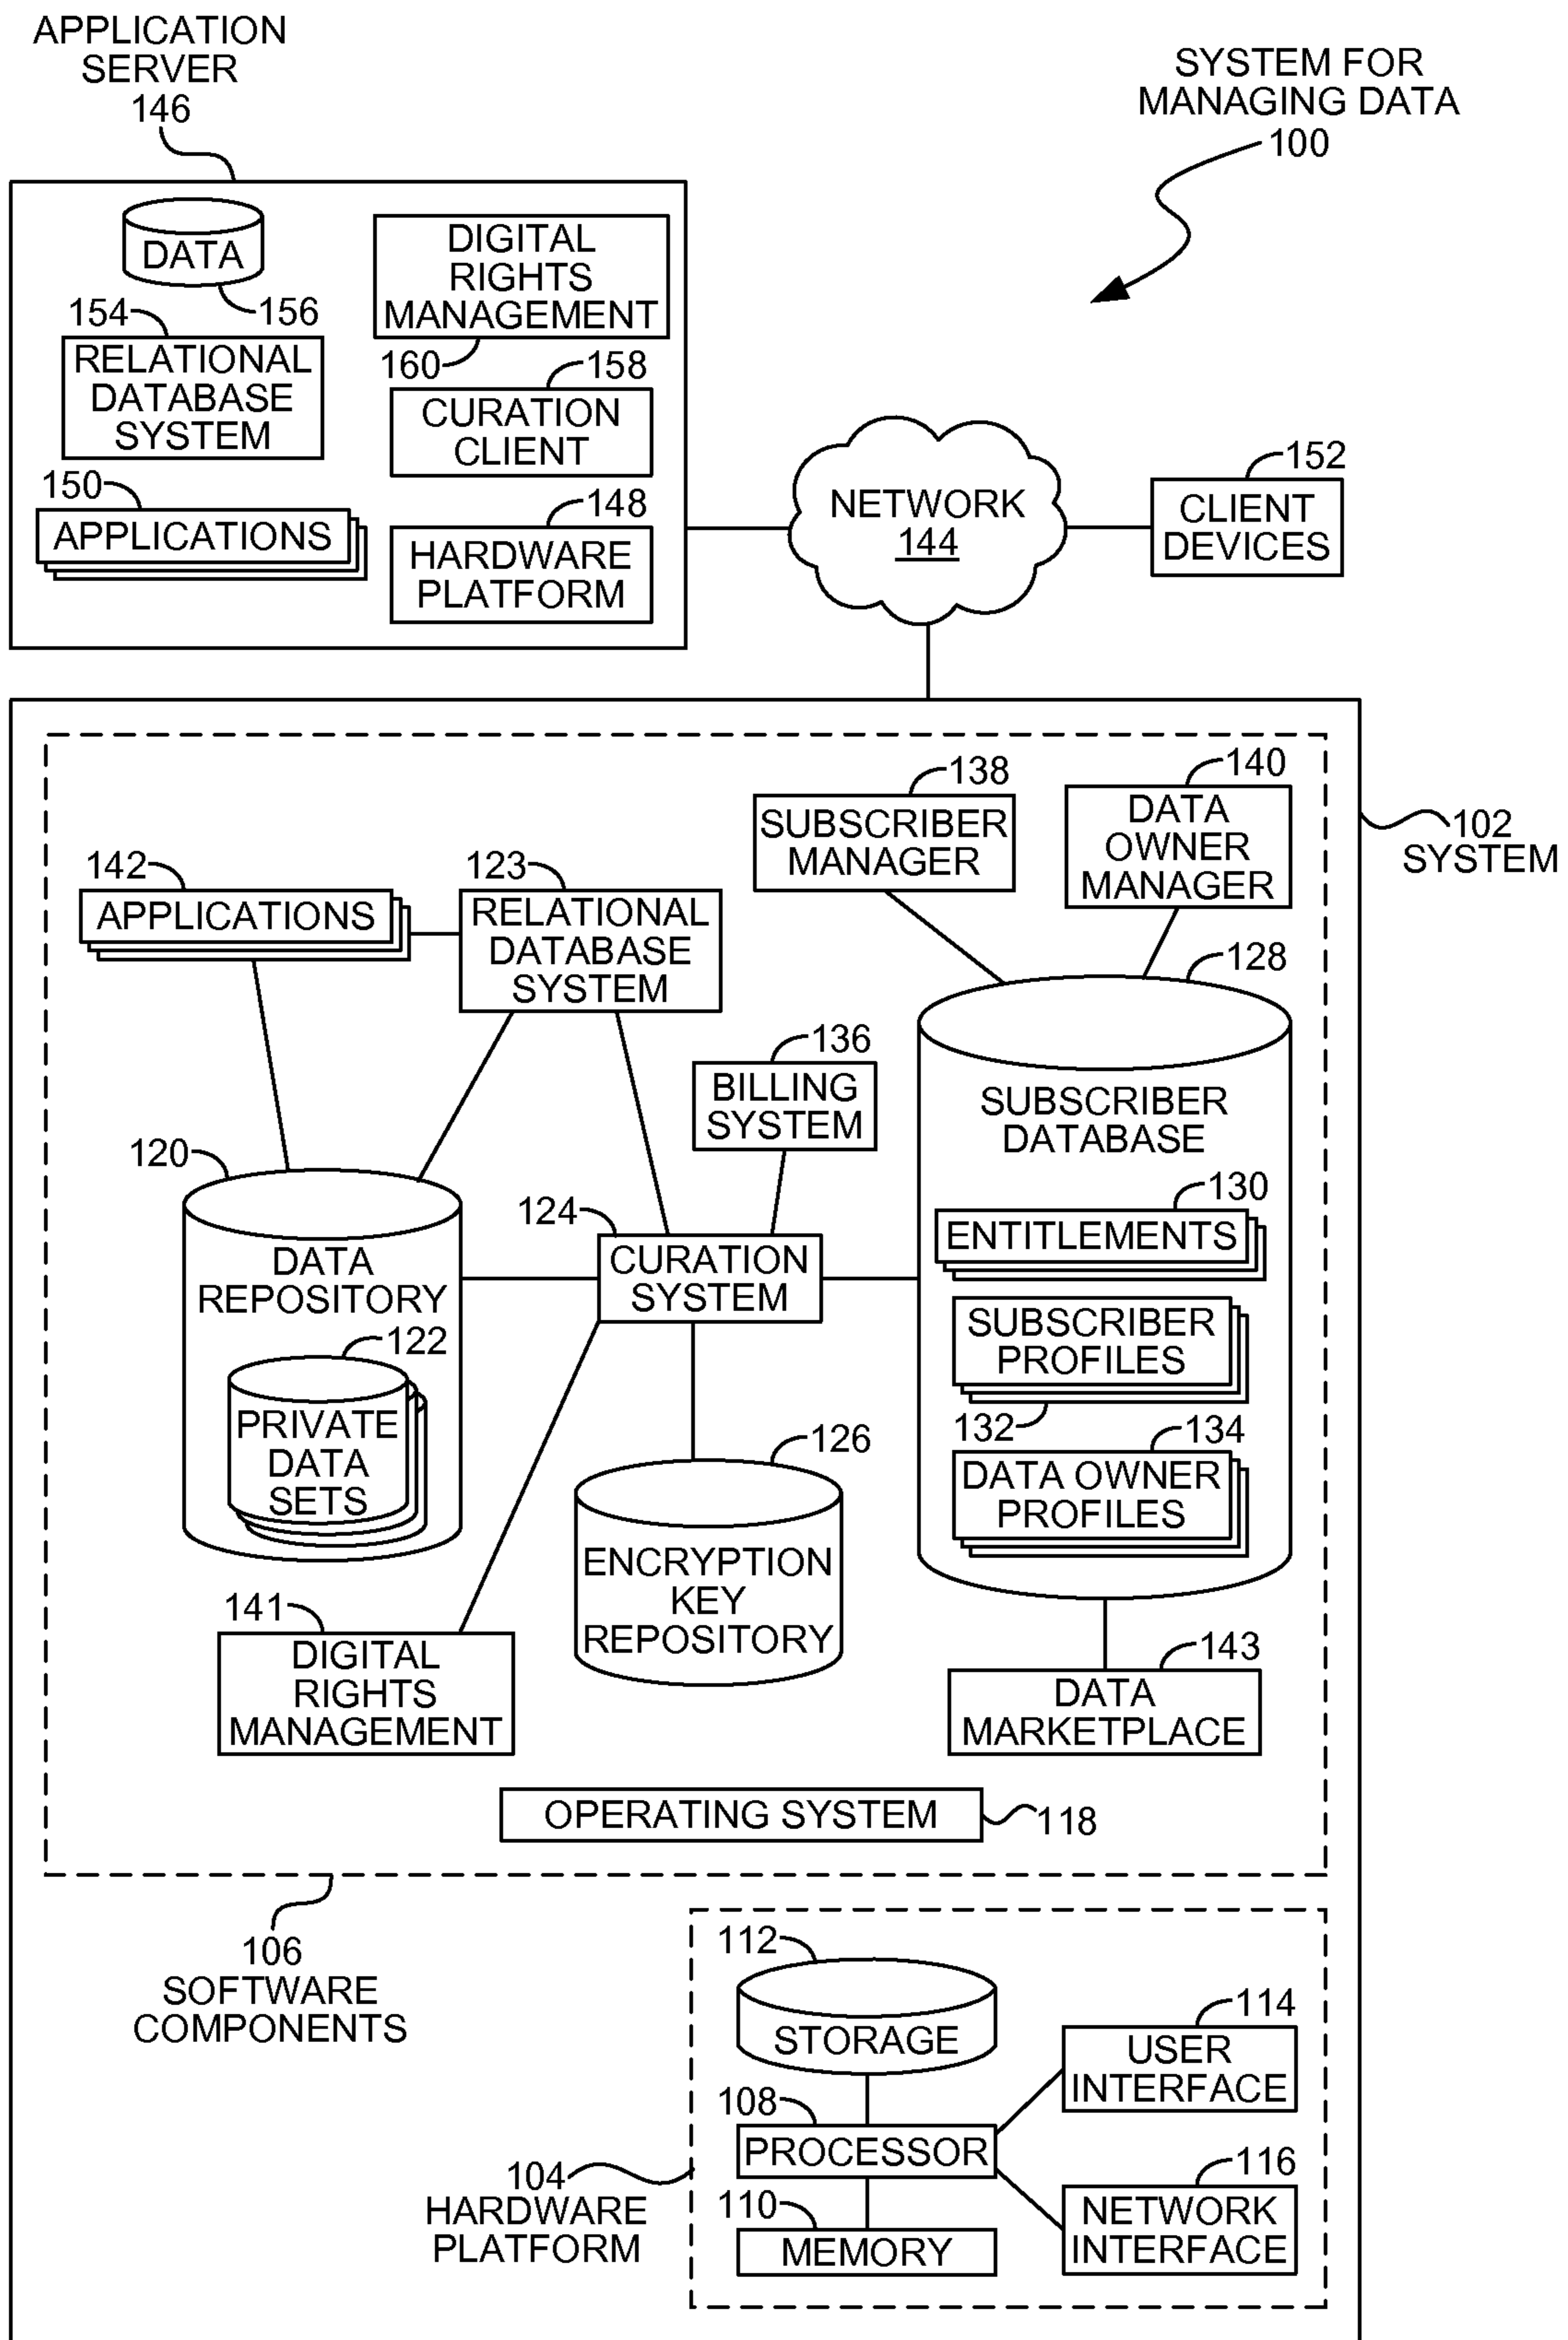 APPLICATION
SERVER
146
SYSTEM FOR
MANAGING DATA
100
DATA
156
DIGITAL
RIGHTS
MANAGEMENT
160
154
RELATIONAL
DATABASE
SYSTEM
158
CURATION
CLIENT
150
APPLICATIONS
148
HARDWARE
PLATFORM
NETWORK
144
152
CLIENT
DEVICES
138
SUBSCRIBER
MANAGER
140
DATA
OWNER
MANAGER
102
SYSTEM
142
APPLICATIONS
123
RELATIONAL
DATABASE
SYSTEM
128
SUBSCRIBER
DATABASE
136
BILLING
SYSTEM
120
DATA
REPOSITORY
122
PRIVATE
DATA
SETS
124
CURATION
SYSTEM
130
ENTITLEMENTS
SUBSCRIBER
PROFILES
132
134
DATA OWNER
PROFILES
126
ENCRYPTION
KEY
REPOSITORY
141
DIGITAL
RIGHTS
MANAGEMENT
143
DATA
MARKETPLACE
OPERATING SYSTEM
118
106
SOFTWARE
COMPONENTS
112
STORAGE
114
USER
INTERFACE
108
PROCESSOR
104
HARDWARE
PLATFORM
110
MEMORY
116
NETWORK
INTERFACE